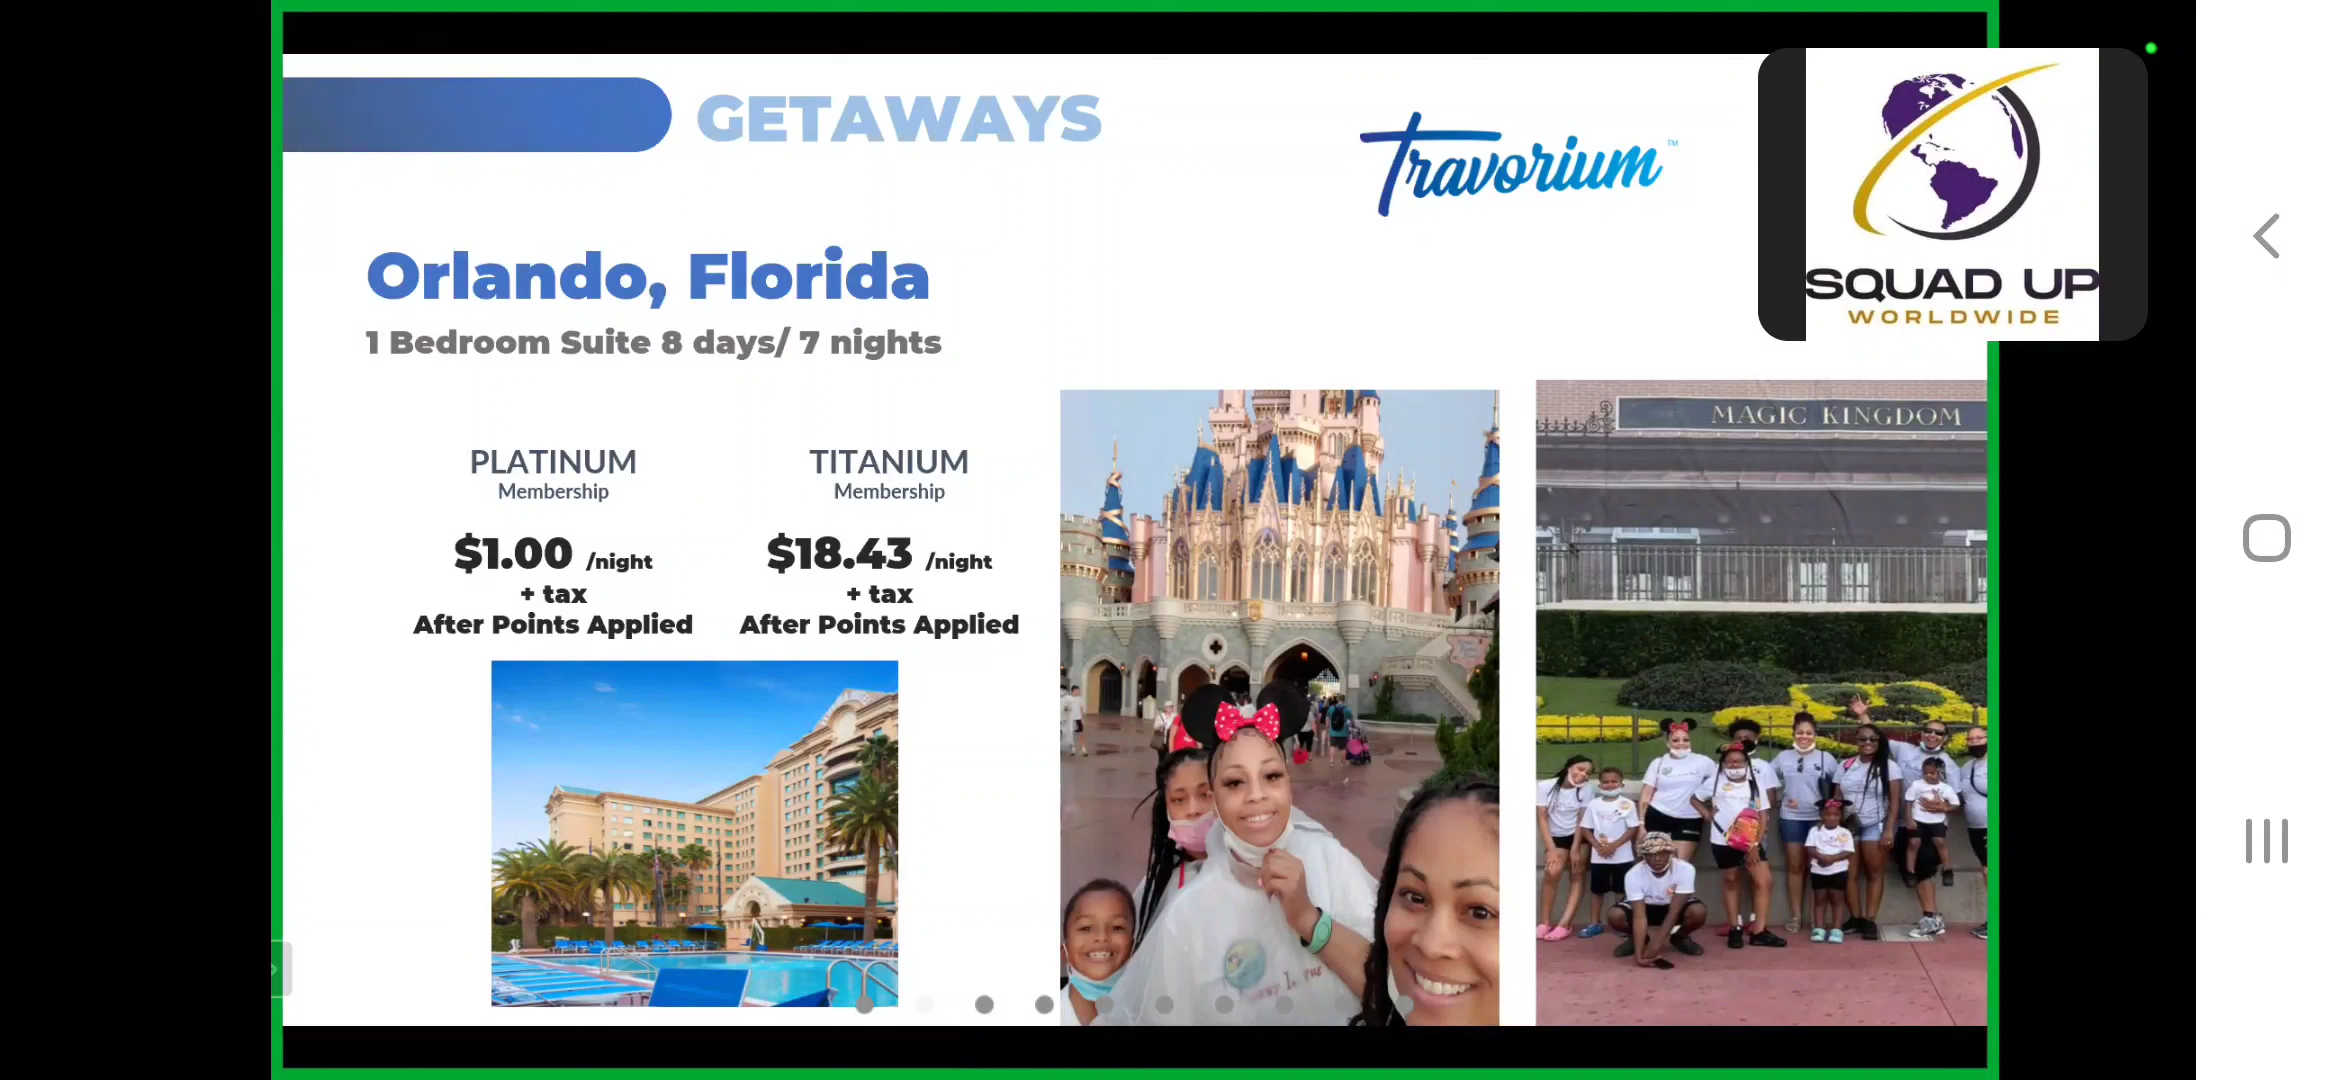 GETAWAYS
Travorium™
SQUAD UP
WORLDWIDE
Orlando, Florida
1 Bedroom Suite 8 days/ 7 nights
PLATINUM
Membership
$1.00 /night
+ tax
After Points Applied
TITANIUM
Membership
$18.43 /night
+ tax
After Points Applied
MAGIC KINGDOM